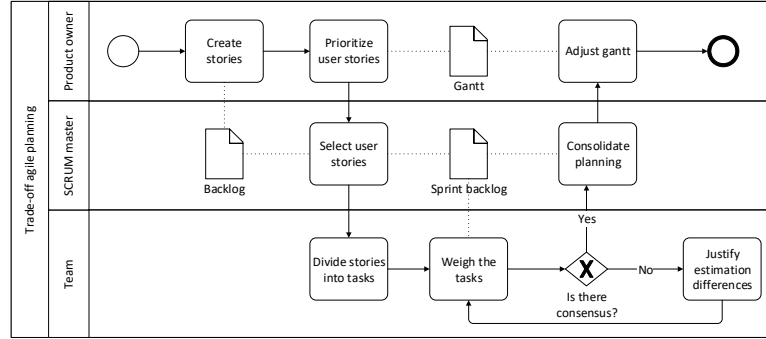 Trade-off agile planning
Product owner
Create
stories
Prioritize
user stories
Gantt
Adjust gantt
SCRUM master
Backlog
Select user
stories
Sprint backlog
Consolidate
planning
Team
Divide stories
into tasks
Weigh the
tasks
X
Is there
consensus?
Yes
No
Justify
estimation
differences